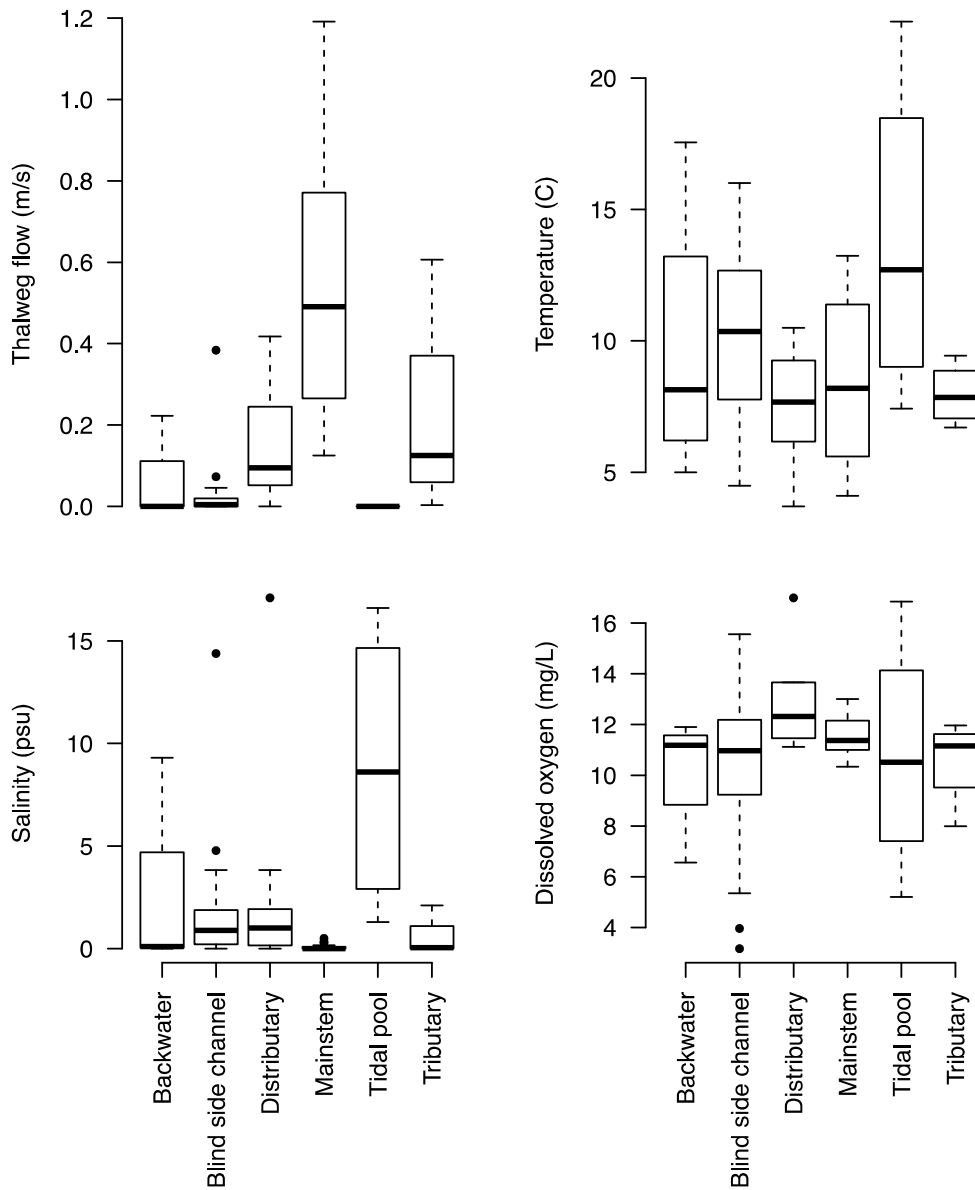 Thalweg flow (m/s)
1.2
1.0
0.8
0.6
0.4
0.2
0.0
Temperature (C)
20
15
10
5
Salinity (psu)
15
10
5
0
Backwater
Blind side channel
Distributary
Mainstem
Tidal pool
Tributary
Dissolved oxygen (mg/L)
16
14
12
10
8
6
4
Backwater
Blind side channel
Distributary
Mainstem
Tidal pool
Tributary